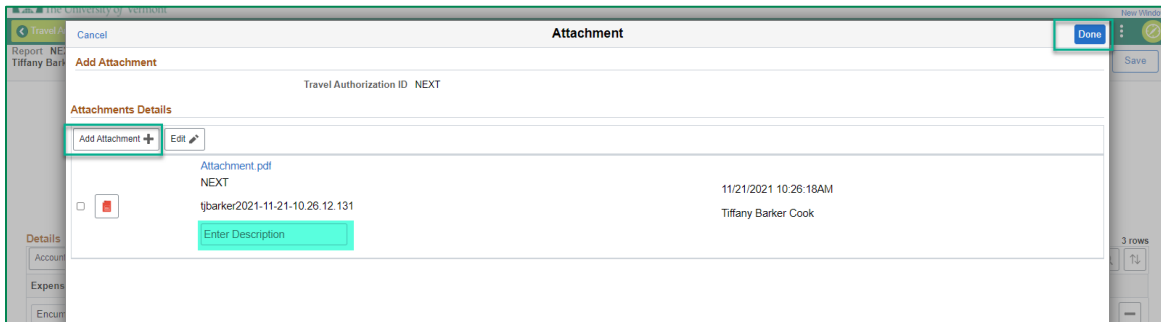 The University of Vermont
New Windo
Travel A
Cancel
Attachment
Done
Report NE
Tiffany Bark
Save
Add Attachment
Travel Authorization ID NEXT
Attachments Details
Add Attachment
Edit
Attachment.pdf
NEXT
11/21/2021 10:26:18AM
tjbarker2021-11-21-10.26.12.131
Tiffany Barker Cook
Enter Description
Details
3 rows
Account
Expens
Encum